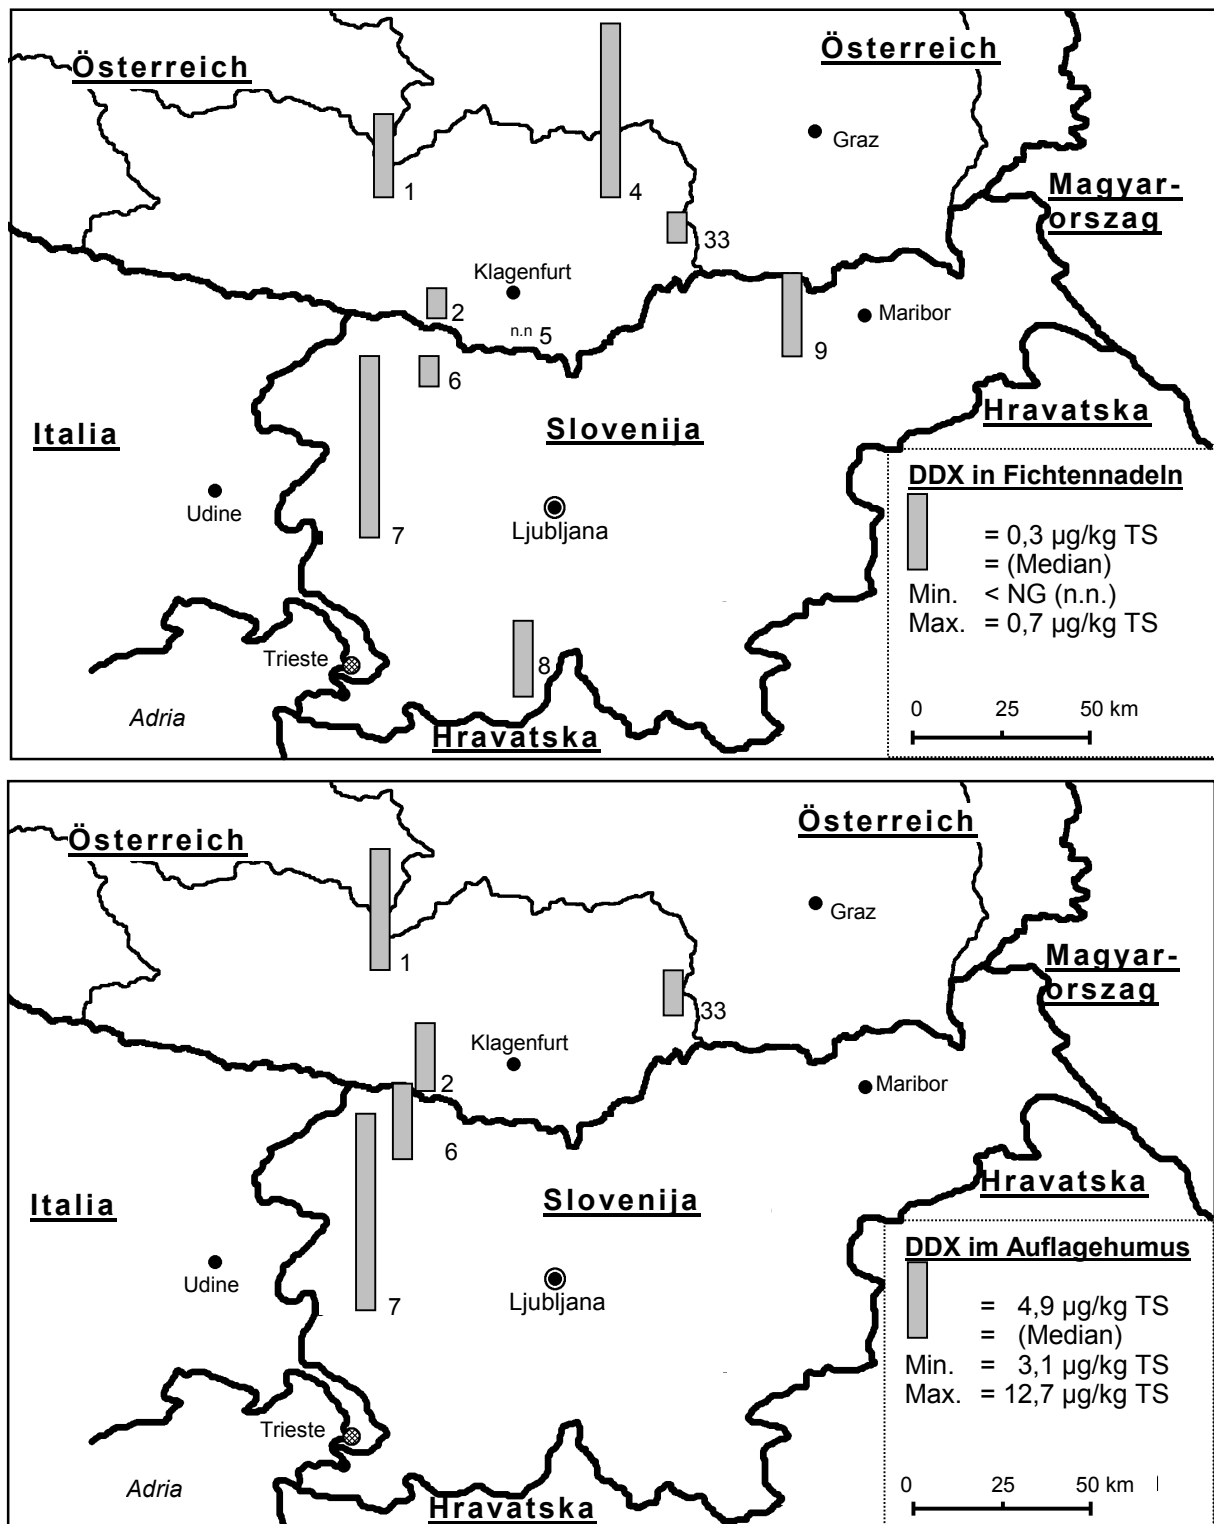 Österreich
Österreich
Graz
1
4
Magyar-
orszag
33
Klagenfurt
2
n.n 5
Maribor
9
6
Italia
Slovenija
Hravatska
Udine
7
Ljubljana
DDX in Fichtennadeln
= 0,3 µg/kg TS
= (Median)
Min. < NG (n.n.)
Max. = 0,7 µg/kg TS
Trieste
8
Adria
Hravatska
0 25 50 km
Österreich
Österreich
Graz
1
Magyar-
orszag
33
Klagenfurt
2
Maribor
6
Italia
Slovenija
Hravatska
Udine
7
Ljubljana
DDX im Auflagehumus
= 4,9 µg/kg TS
= (Median)
Min. = 3,1 µg/kg TS
Max. = 12,7 µg/kg TS
Trieste
Adria
Hravatska
0 25 50 km